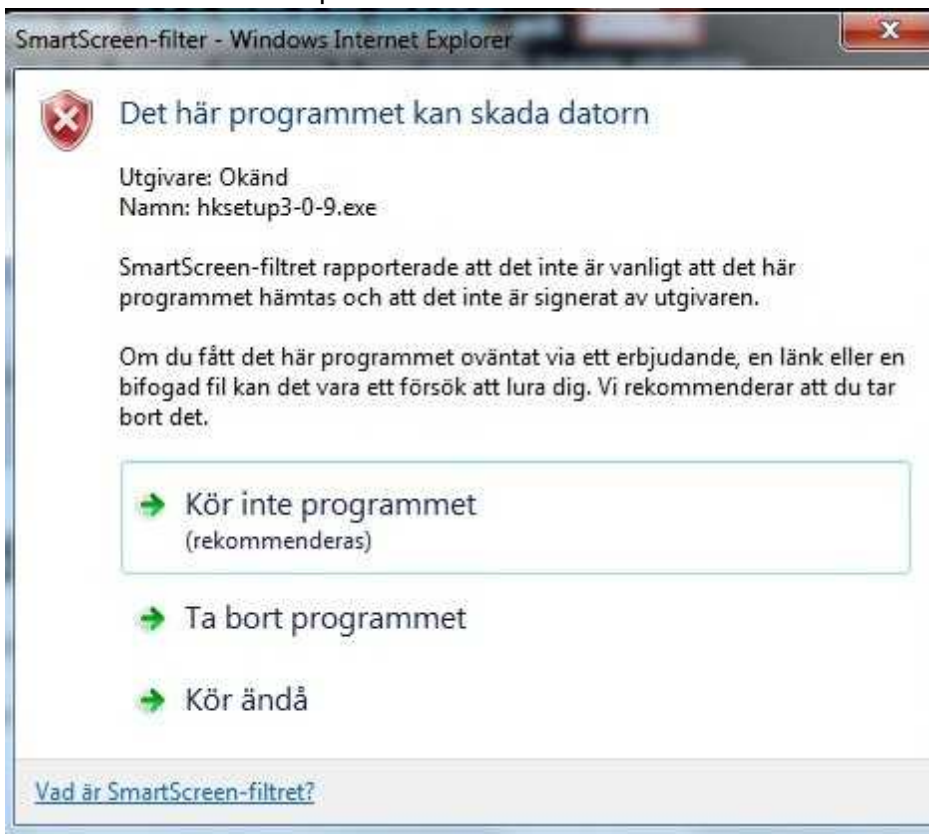 SmartScreen-filter - Windows Internet Explorer
Det här programmet kan skada datorn
Utgivare: Okänd
Namn: hksetup3-0-9.exe
SmartScreen-filtret rapporterade att det inte är vanligt att det här
programmet hämtas och att det inte är signerat av utgivaren.
Om du fått det här programmet oväntat via ett erbjudande, en länk eller en
bifogad fil kan det vara ett försök att lura dig. Vi rekommenderar att du tar
bort det.
Kör inte programmet
(rekommenderas)
Ta bort programmet
Kör ändå
Vad är SmartScreen-filtret?